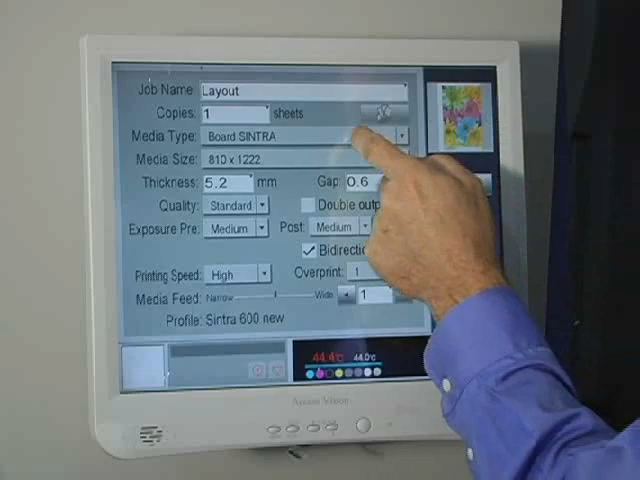 Job Name Layout
Copies: 1 sheets
Media Type: Board SINTRA
Media Size: 810 x 1222
Thickness: 5.2 mm Gap: 0.6
Quality: Standard Double outp
Exposure Pre: Medium Post: Medium
Bidirectio
Printing Speed: High Overprint: 1
Media Feed: Narrow Wide 1
Profile: Sintra 600 new
44.4°C 44.0°C